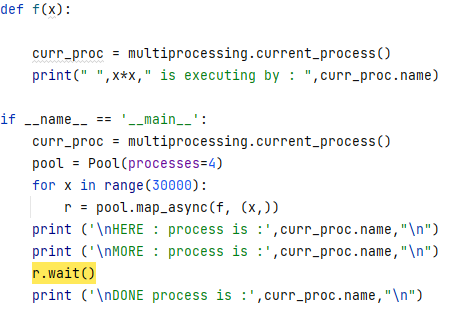 def f(x):
    curr_proc = multiprocessing.current_process()
    print(" ",x*x," is executing by : ",curr_proc.name)
if __name__ == '__main__':
    curr_proc = multiprocessing.current_process()
    pool = Pool(processes=4)
    for x in range(30000):
        r = pool.map_async(f, (x,))
    print ('\nHERE : process is :',curr_proc.name,"\n")
    print ('\nMORE : process is :',curr_proc.name,"\n")
    r.wait()
    print ('\nDONE process is :',curr_proc.name,"\n")